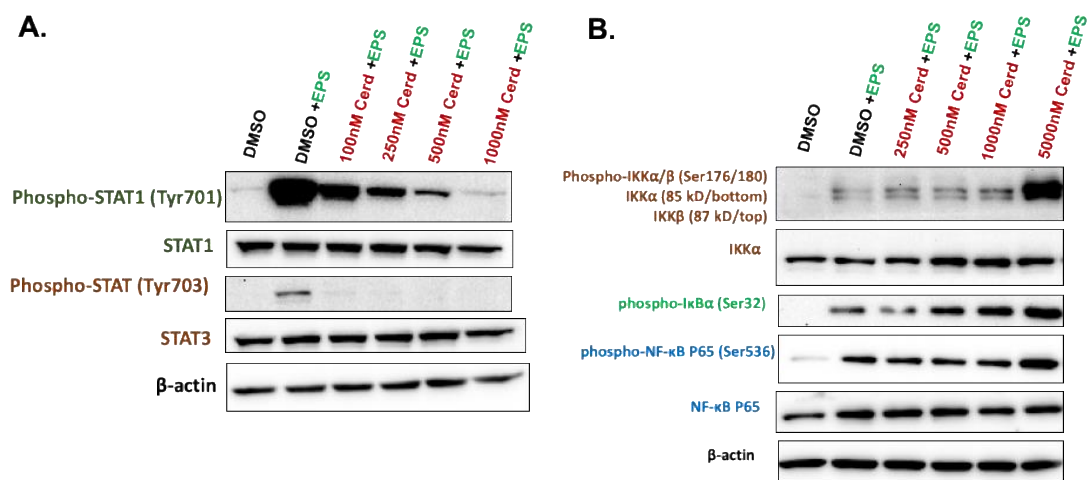 A.
DMSO
DMSO +EPS
100nM Cerd +EPS
250nM Cerd +EPS
500nM Cerd +EPS
1000nM Cerd +EPS
Phospho-STAT1 (Tyr701)
STAT1
Phospho-STAT (Tyr703)
STAT3
β-actin
B.
DMSO
DMSO +EPS
250nM Cerd +EPS
500nM Cerd +EPS
1000nM Cerd +EPS
5000nM Cerd +EPS
Phospho-IKKα/β (Ser176/180)
IKKα (85 kD/bottom)
IKKβ (87 kD/top)
IKKα
phospho-IκBα (Ser32)
phospho-NF-κB P65 (Ser536)
NF-κB P65
β-actin